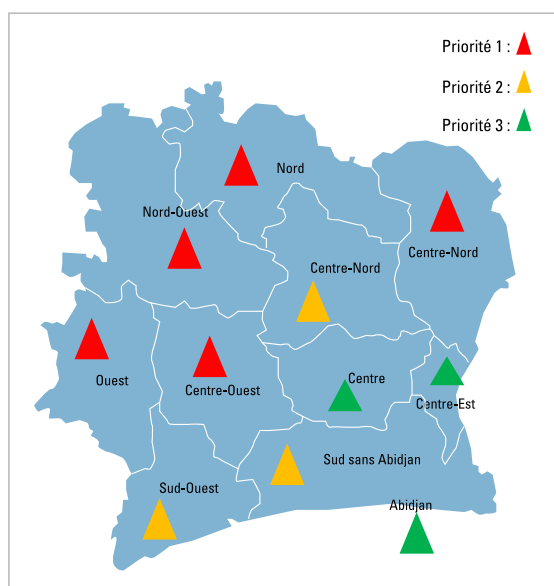 Priorité 1 :
Priorité 2 :
Priorité 3 :
Nord
Nord-Ouest
Centre-Nord
Centre-Nord
Ouest
Centre-Ouest
Centre
Centre-Est
Sud sans Abidjan
Sud-Ouest
Abidjan